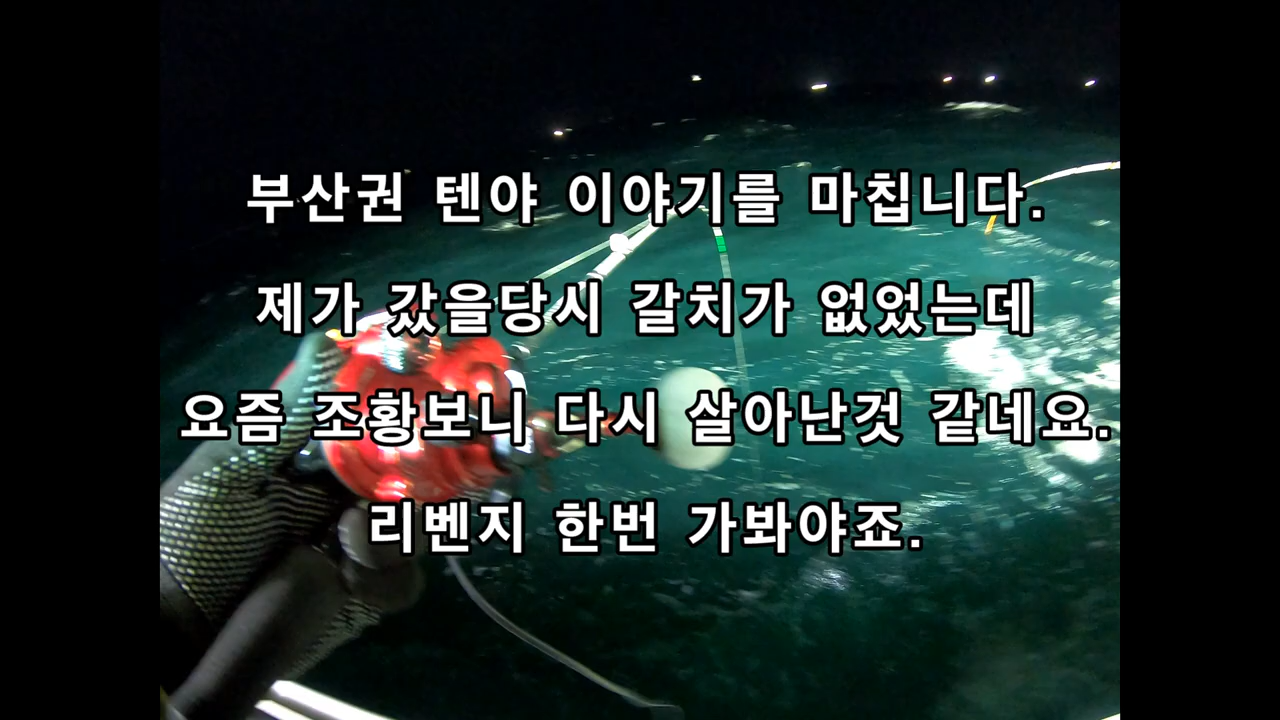 부산권 텐야 이야기를 마칩니다.
제가 갔을당시 갈치가 없었는데
요즘 조황보니 다시 살아난것 같네요.
리벤지 한번 가봐야죠.